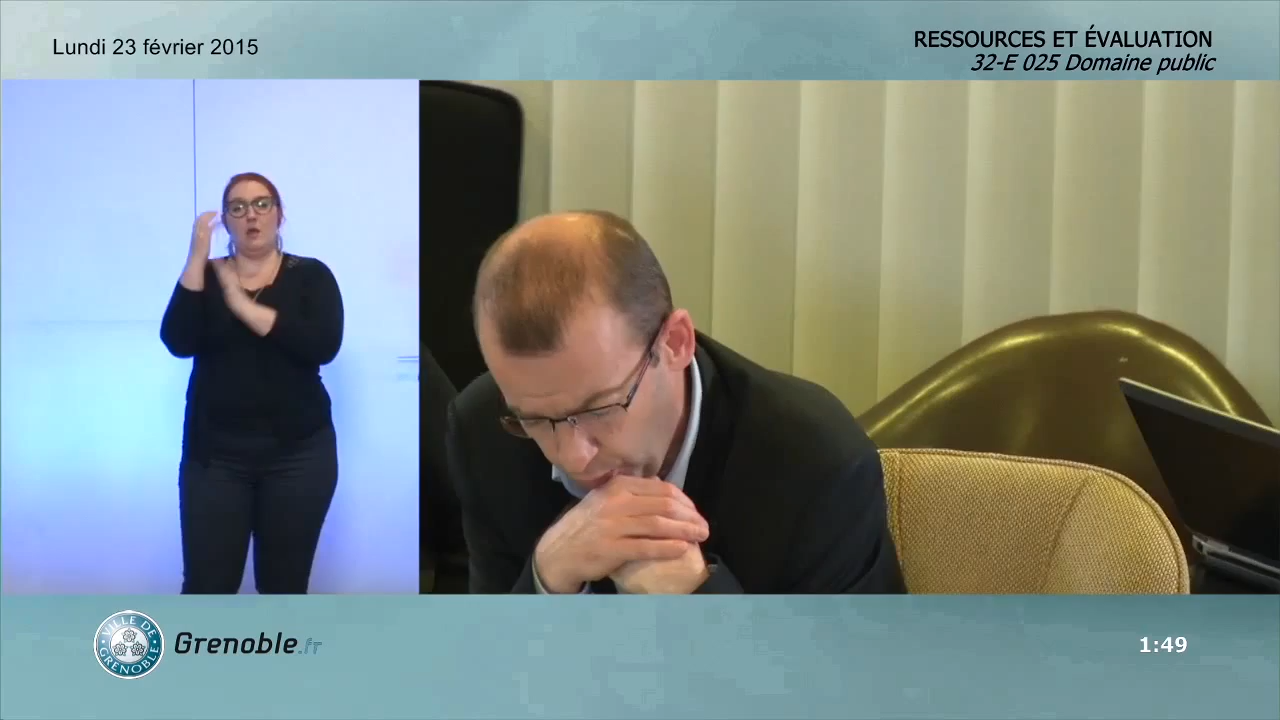 Lundi 23 février 2015
RESSOURCES ET ÉVALUATION
32-E 025 Domaine public
VILLE DE GRENOBLE
Grenoble.fr
1:49